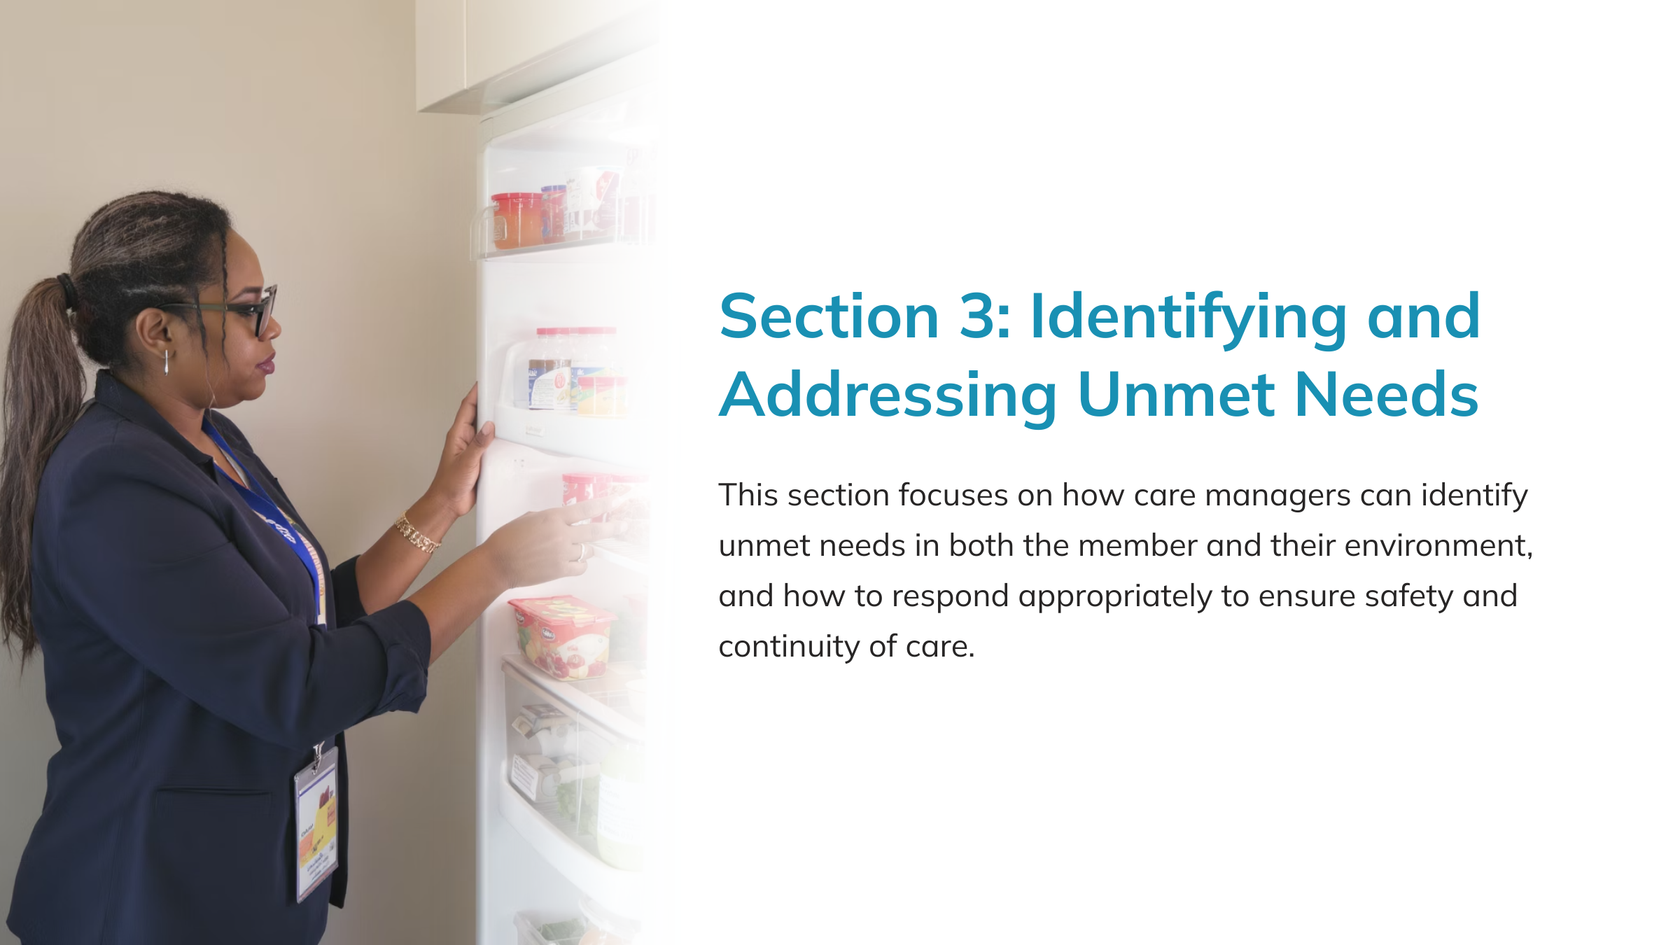 Section 3: Identifying and
Addressing Unmet Needs
This section focuses on how care managers can identify
unmet needs in both the member and their environment,
and how to respond appropriately to ensure safety and
continuity of care.